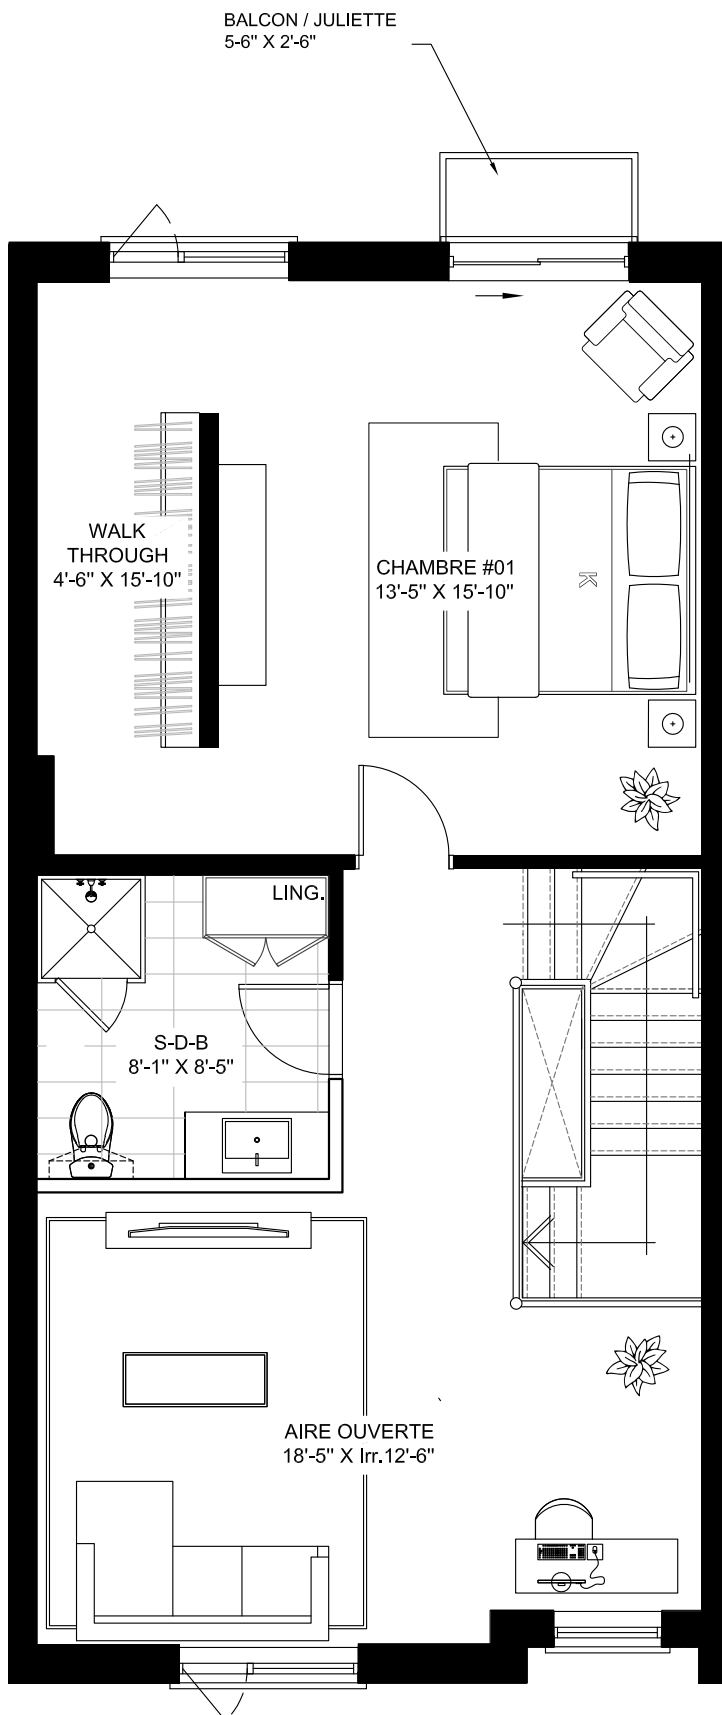 BALCON / JULIETTE
5-6" X 2'-6"
WALK
THROUGH
4'-6" X 15'-10"
CHAMBRE #01
13'-5" X 15'-10"
K
LING.
S-D-B
8'-1" X 8'-5"
AIRE OUVERTE
18'-5" X Irr.12'-6"